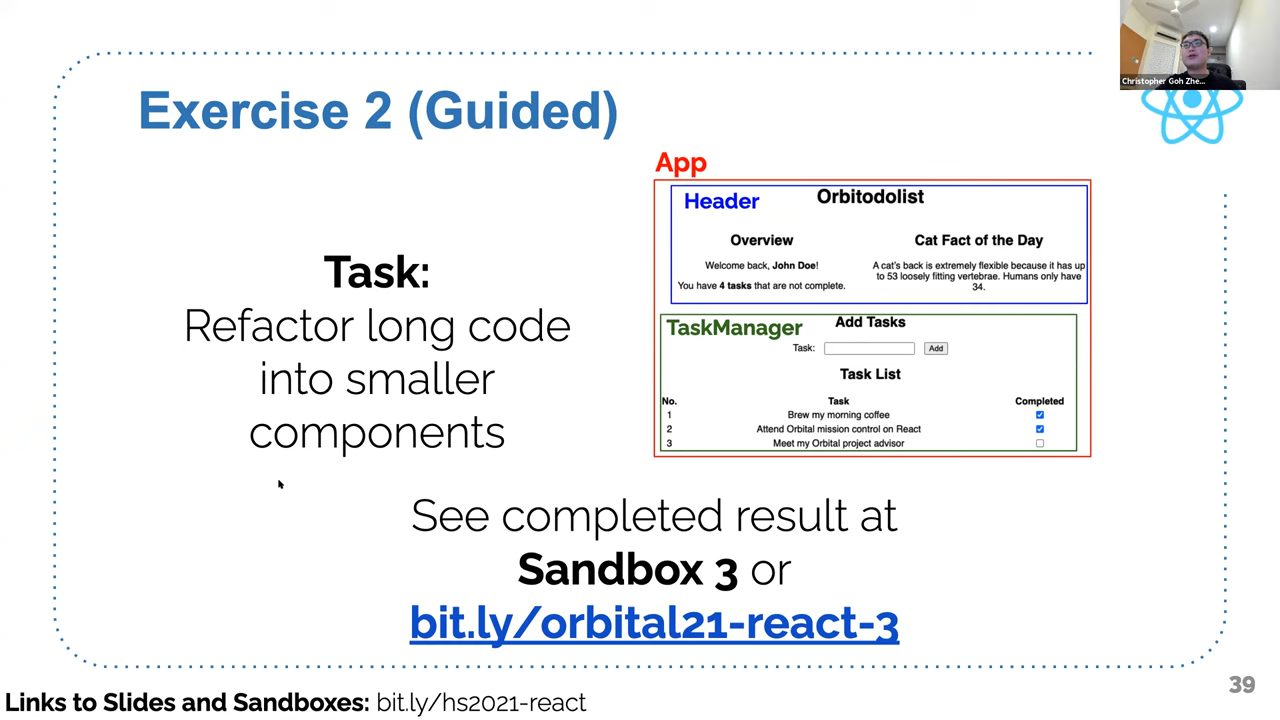 Christopher Goh Zhe...
Exercise 2 (Guided)
Task:
Refactor long code
into smaller
components
App
Header
Orbitodolist
Overview
Welcome back, John Doe!
You have 4 tasks that are not complete.
Cat Fact of the Day
A cat's back is extremely flexible because it has up
to 53 loosely fitting vertebrae. Humans only have
34.
TaskManager
Add Tasks
Task:
Add
Task List
No. Task Completed
1 Brew my morning coffee
2 Attend Orbital mission control on React
3 Meet my Orbital project advisor
See completed result at
Sandbox 3 or
bit.ly/orbital21-react-3
39
Links to Slides and Sandboxes: bit.ly/hs2021-react